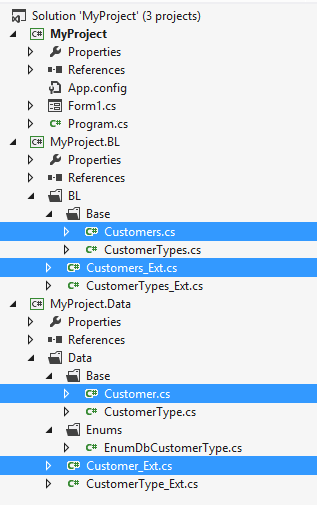 Solution 'MyProject' (3 projects)
C# MyProject
Properties
References
App.config
Form1.cs
C# Program.cs
C# MyProject.BL
Properties
References
BL
Base
C# Customers.cs
C# CustomerTypes.cs
C# Customers_Ext.cs
C# CustomerTypes_Ext.cs
C# MyProject.Data
Properties
References
Data
Base
C# Customer.cs
C# CustomerType.cs
Enums
C# EnumDbCustomerType.cs
C# Customer_Ext.cs
C# CustomerType_Ext.cs